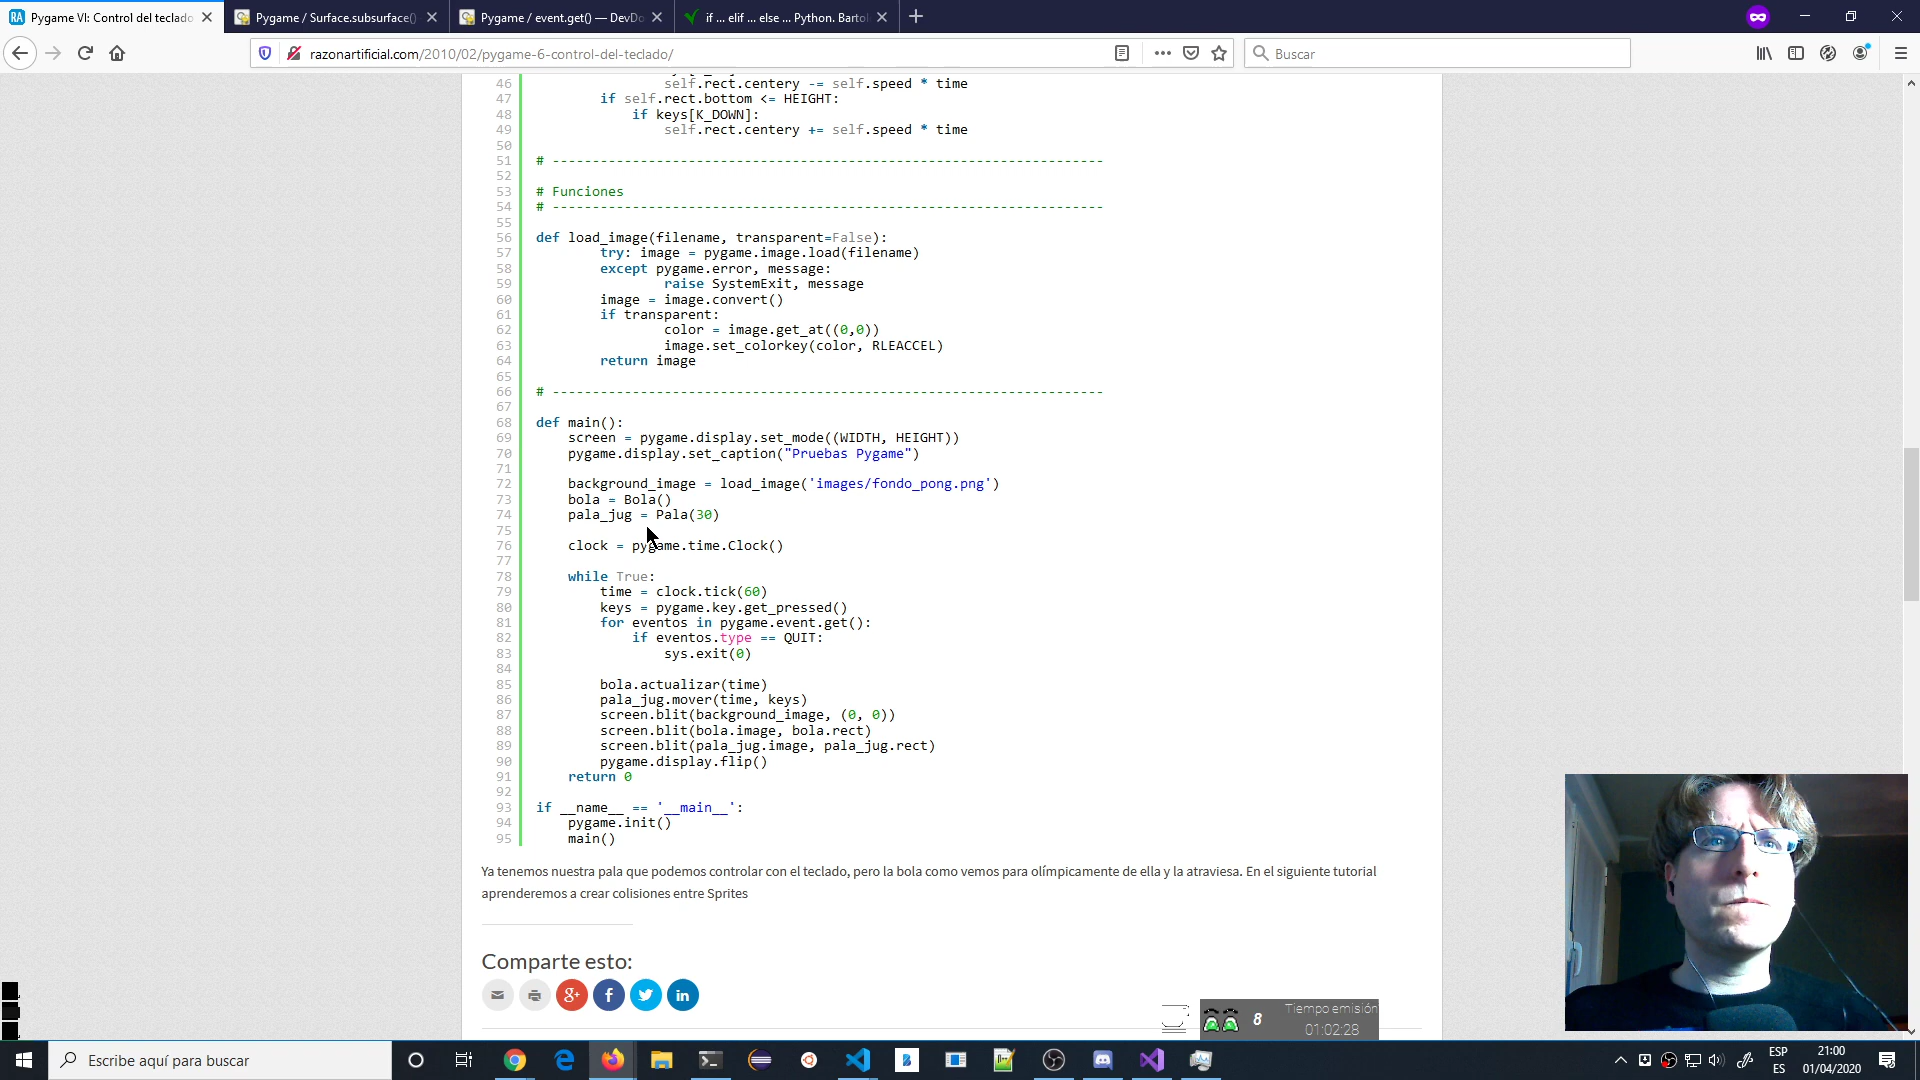 Pygame VI: Control del teclado
Pygame / Surface.subsurface()
Pygame / event.get() — DevDo
if ... elif ... else ... Python. Bartol
razonartificial.com/2010/02/pygame-6-control-del-teclado/
Buscar
46 self.rect.centery -= self.speed * time
47 if self.rect.bottom <= HEIGHT:
48 if keys[K_DOWN]:
49 self.rect.centery += self.speed * time
50
51 # ---------------------------------------------------------------------
52
53 # Funciones
54 # ---------------------------------------------------------------------
55
56 def load_image(filename, transparent=False):
57 try: image = pygame.image.load(filename)
58 except pygame.error, message:
59 raise SystemExit, message
60 image = image.convert()
61 if transparent:
62 color = image.get_at((0,0))
63 image.set_colorkey(color, RLEACCEL)
64 return image
65
66 # ---------------------------------------------------------------------
67
68 def main():
69 screen = pygame.display.set_mode((WIDTH, HEIGHT))
70 pygame.display.set_caption("Pruebas Pygame")
71
72 background_image = load_image('images/fondo_pong.png')
73 bola = Bola()
74 pala_jug = Pala(30)
75
76 clock = pygame.time.Clock()
77
78 while True:
79 time = clock.tick(60)
80 keys = pygame.key.get_pressed()
81 for eventos in pygame.event.get():
82 if eventos.type == QUIT:
83 sys.exit(0)
84
85 bola.actualizar(time)
86 pala_jug.mover(time, keys)
87 screen.blit(background_image, (0, 0))
88 screen.blit(bola.image, bola.rect)
89 screen.blit(pala_jug.image, pala_jug.rect)
90 pygame.display.flip()
91 return 0
92
93 if __name__ == '__main__':
94 pygame.init()
95 main()
Ya tenemos nuestra pala que podemos controlar con el teclado, pero la bola como vemos para olímpicamente de ella y la atraviesa. En el siguiente tutorial
aprenderemos a crear colisiones entre Sprites
Comparte esto:
8 Tiempo emisión
01:02:28
Escribe aquí para buscar
ESP
ES
21:00
01/04/2020